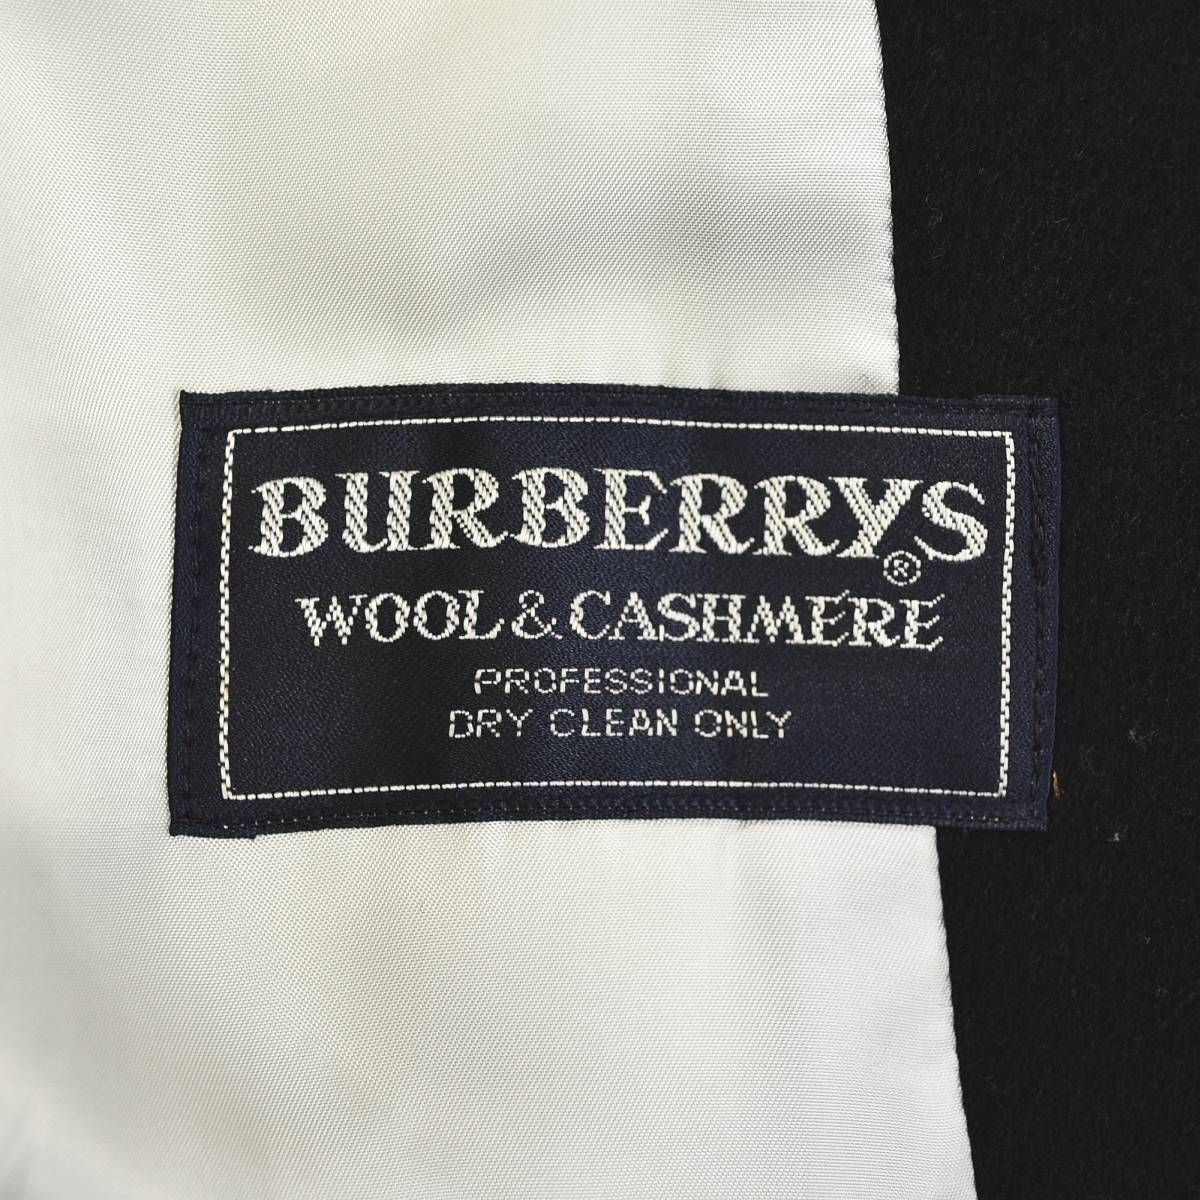 BURBERRYS®
WOOL & CASHMERE
PROFESSIONAL
DRY CLEAN ONLY